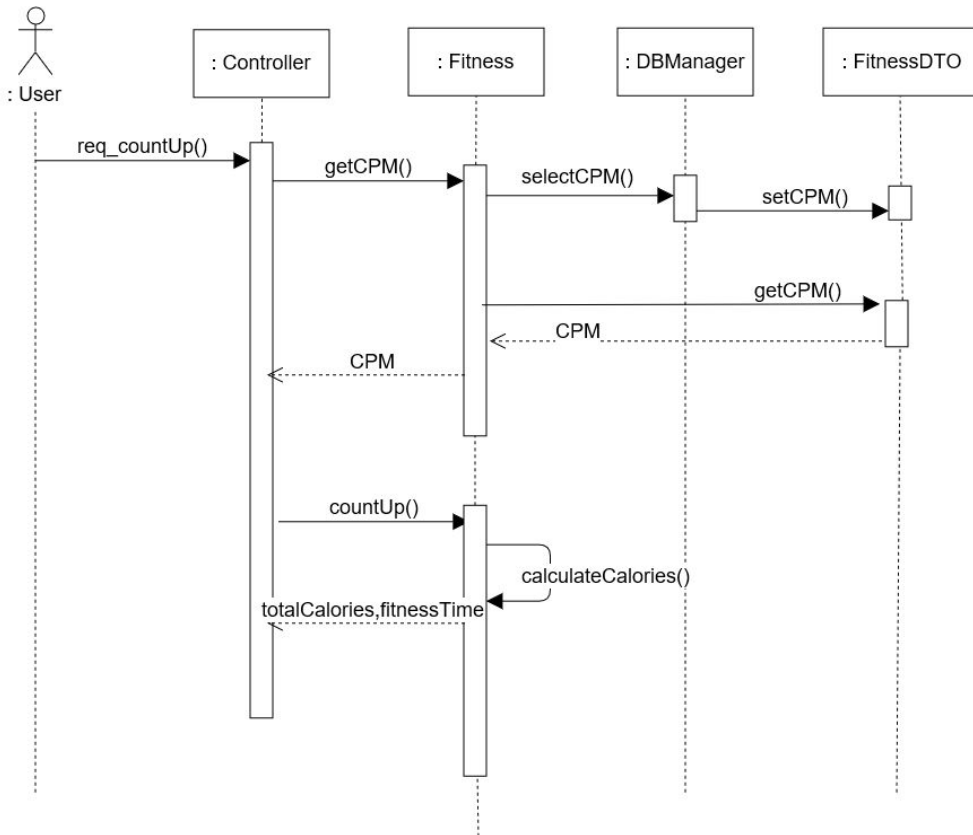 : User
: Controller
: Fitness
: DBManager
: FitnessDTO
req_countUp()
getCPM()
selectCPM()
setCPM()
getCPM()
CPM
CPM
countUp()
calculateCalories()
totalCalories,fitnessTime